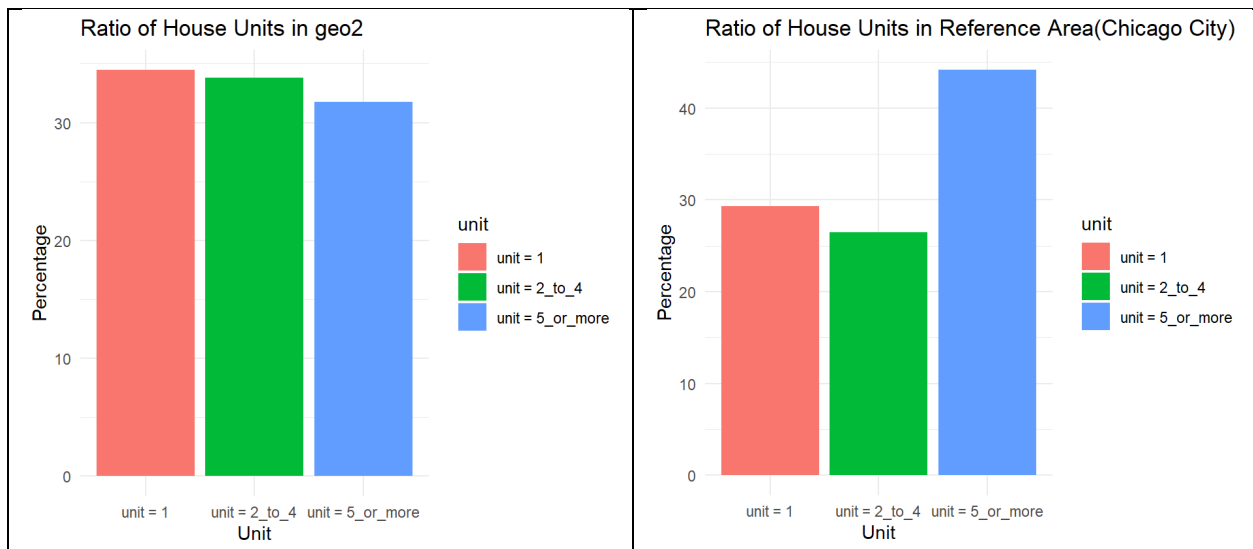 Ratio of House Units in geo2
Percentage
30
20
10
0
unit = 1
unit = 2_to_4
unit = 5_or_more
Unit
unit
unit = 1
unit = 2_to_4
unit = 5_or_more
Ratio of House Units in Reference Area(Chicago City)
Percentage
40
30
20
10
0
unit = 1
unit = 2_to_4
unit = 5_or_more
Unit
unit
unit = 1
unit = 2_to_4
unit = 5_or_more